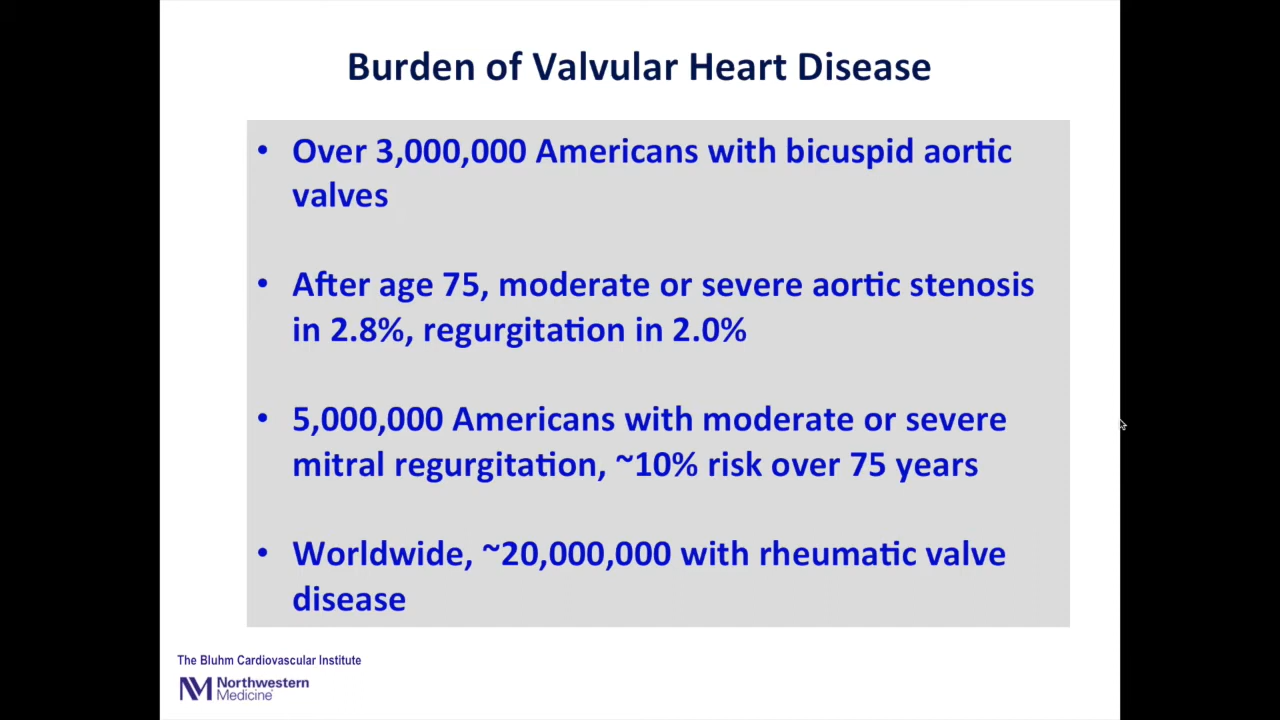 Burden of Valvular Heart Disease
• Over 3,000,000 Americans with bicuspid aortic
valves
• After age 75, moderate or severe aortic stenosis
in 2.8%, regurgitation in 2.0%
• 5,000,000 Americans with moderate or severe
mitral regurgitation, ~10% risk over 75 years
• Worldwide, ~20,000,000 with rheumatic valve
disease
The Bluhm Cardiovascular Institute
NM Northwestern
Medicine